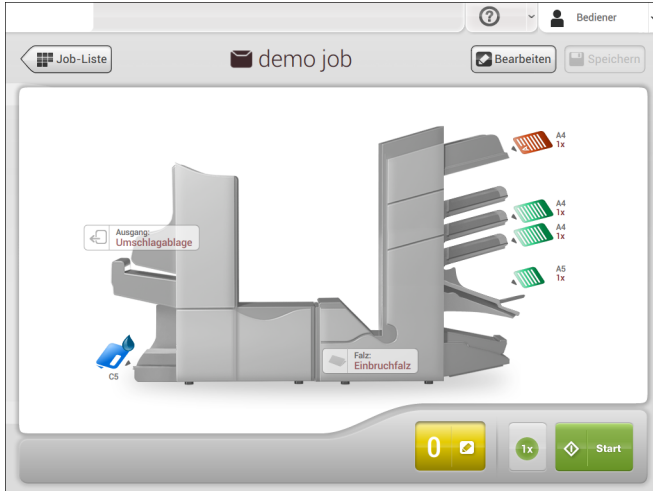 ?
Bediener
Job-Liste
demo job
Bearbeiten
Speichern
A4
1x
A4
1x
A4
1x
A5
1x
Ausgang:
Umschlagablage
C5
Falz:
Einbruchfalz
0
1x
Start